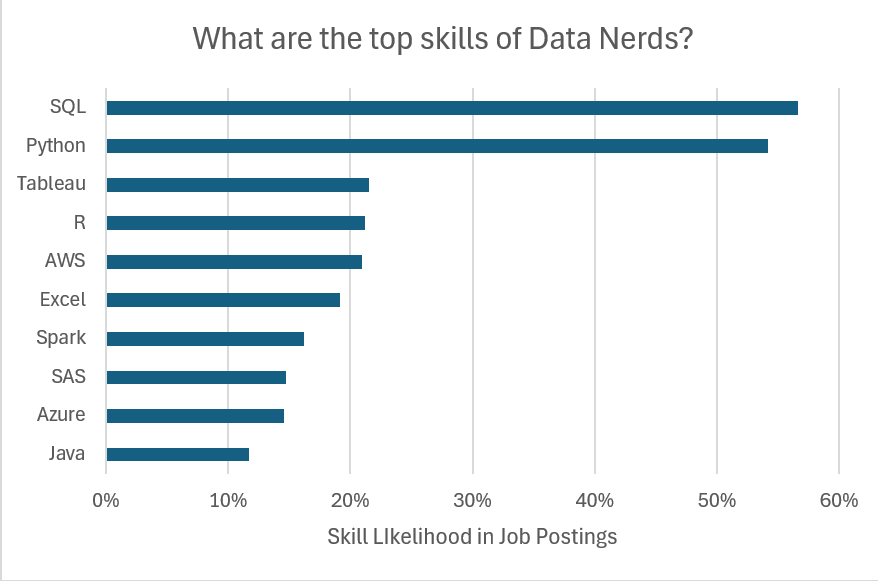 What are the top skills of Data Nerds?
SQL
Python
Tableau
R
AWS
Excel
Spark
SAS
Azure
Java
0% 10% 20% 30% 40% 50% 60%
Skill LIkelihood in Job Postings